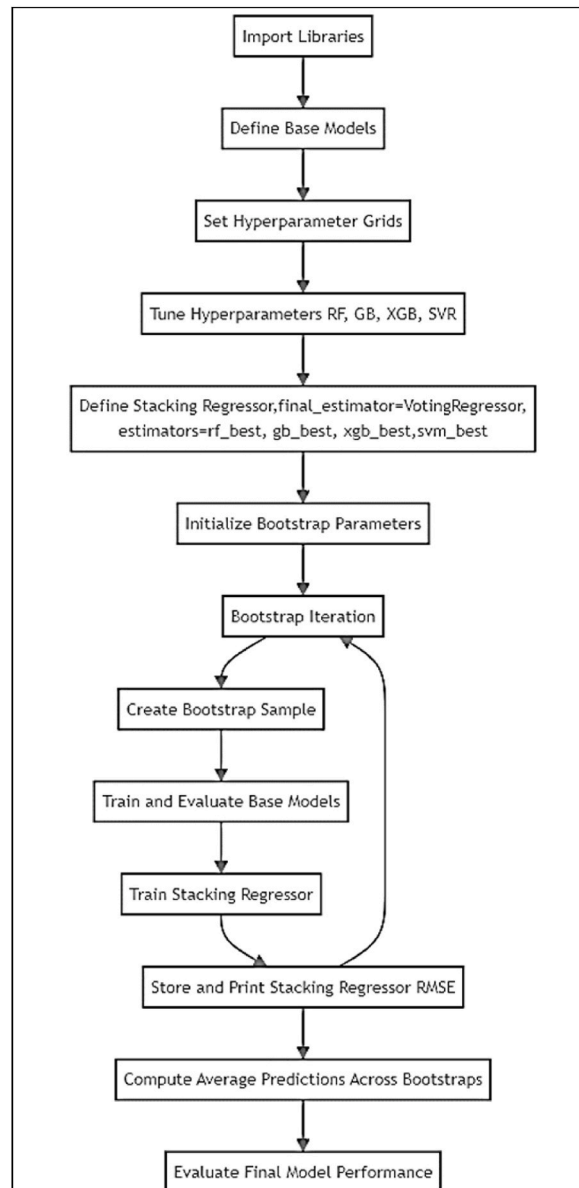 Import Libraries
Define Base Models
Set Hyperparameter Grids
Tune Hyperparameters RF, GB, XGB, SVR
Define Stacking Regressor,final_estimator=VotingRegressor,
estimators=rf_best, gb_best, xgb_best,svm_best
Initialize Bootstrap Parameters
Bootstrap Iteration
Create Bootstrap Sample
Train and Evaluate Base Models
Train Stacking Regressor
Store and Print Stacking Regressor RMSE
Compute Average Predictions Across Bootstraps
Evaluate Final Model Performance